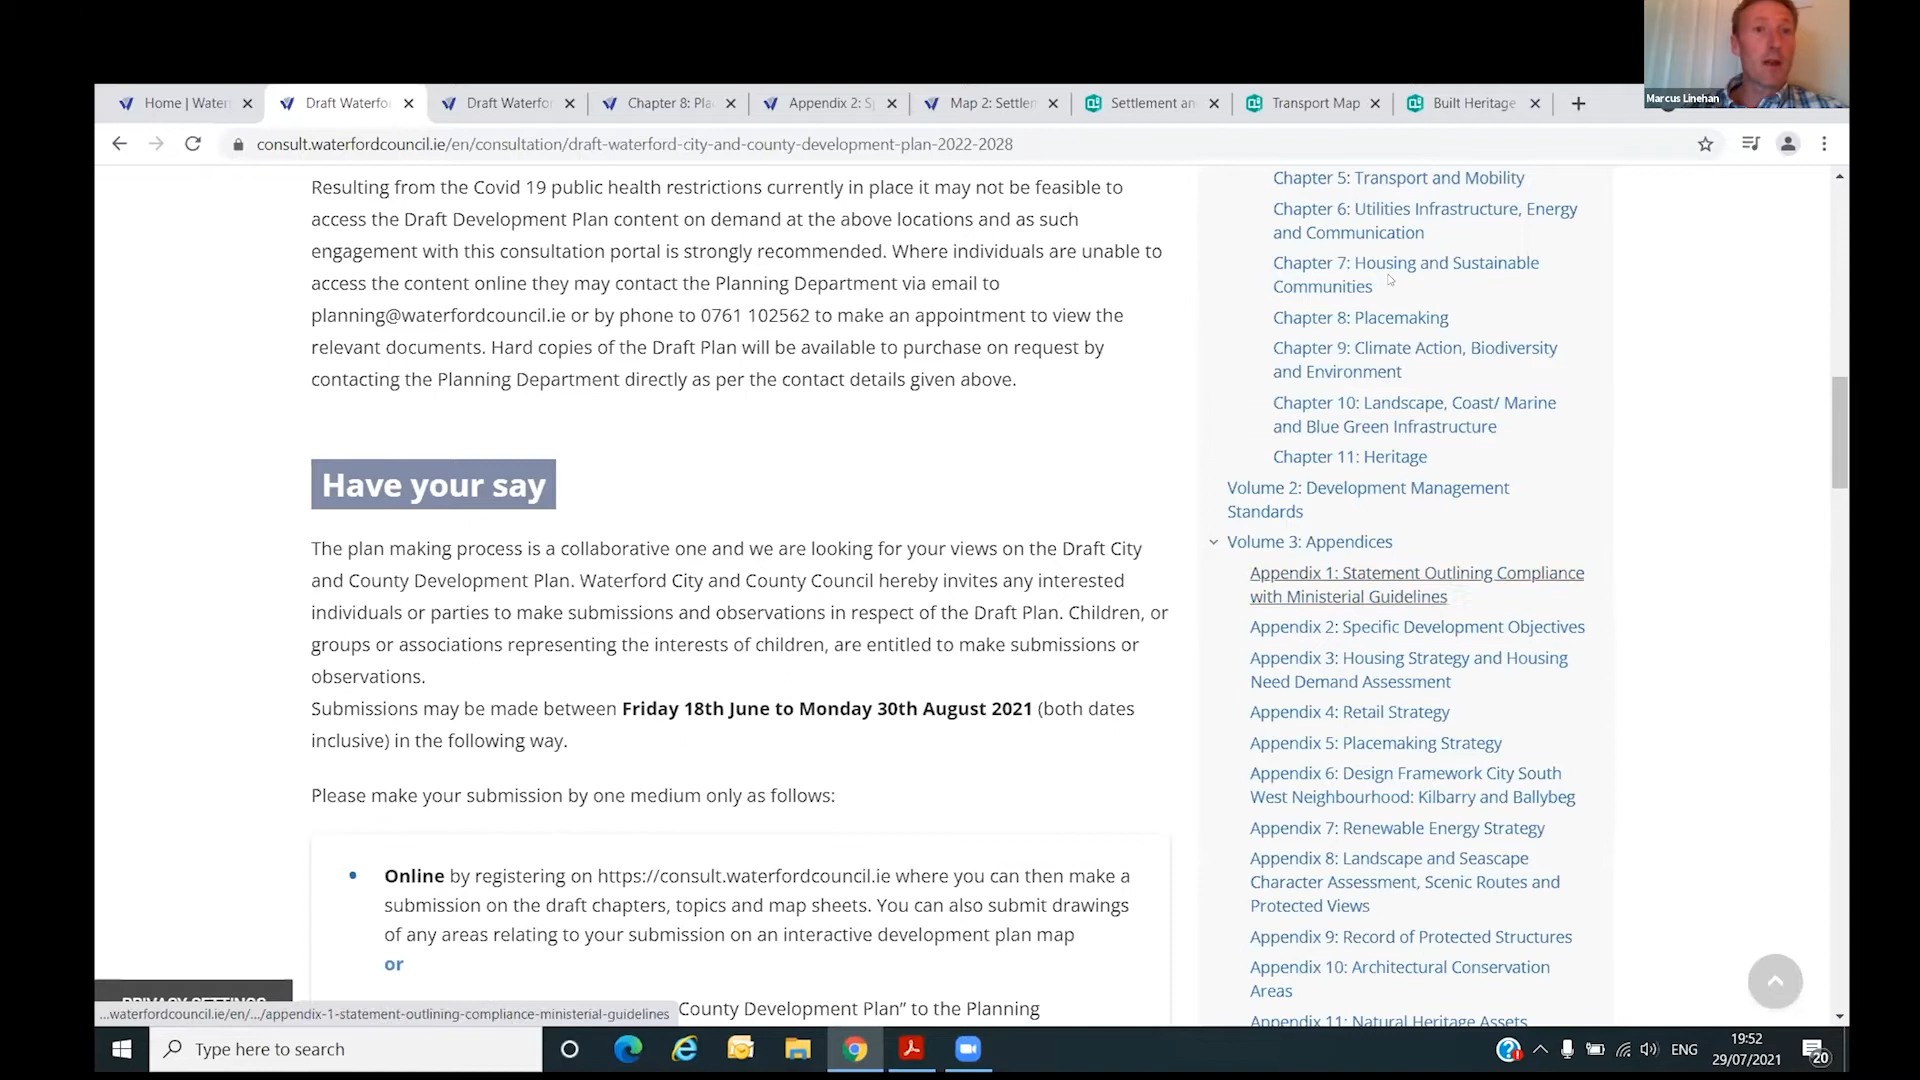 Marcus Linehan
Home | Water
Draft Waterfo
Draft Waterfor
Chapter 8: Pla
Appendix 2: S
Map 2: Settler
Settlement an
Transport Map
Built Heritage
consult.waterfordcouncil.ie/en/consultation/draft-waterford-city-and-county-development-plan-2022-2028
Resulting from the Covid 19 public health restrictions currently in place it may not be feasible to
access the Draft Development Plan content on demand at the above locations and as such
engagement with this consultation portal is strongly recommended. Where individuals are unable to
access the content online they may contact the Planning Department via email to
planning@waterfordcouncil.ie or by phone to 0761 102562 to make an appointment to view the
relevant documents. Hard copies of the Draft Plan will be available to purchase on request by
contacting the Planning Department directly as per the contact details given above.
Have your say
The plan making process is a collaborative one and we are looking for your views on the Draft City
and County Development Plan. Waterford City and County Council hereby invites any interested
individuals or parties to make submissions and observations in respect of the Draft Plan. Children, or
groups or associations representing the interests of children, are entitled to make submissions or
observations.
Submissions may be made between Friday 18th June to Monday 30th August 2021 (both dates
inclusive) in the following way.
Please make your submission by one medium only as follows:
Online by registering on https://consult.waterfordcouncil.ie where you can then make a
submission on the draft chapters, topics and map sheets. You can also submit drawings
of any areas relating to your submission on an interactive development plan map
or
County Development Plan” to the Planning
Chapter 5: Transport and Mobility
Chapter 6: Utilities Infrastructure, Energy
and Communication
Chapter 7: Housing and Sustainable
Communities
Chapter 8: Placemaking
Chapter 9: Climate Action, Biodiversity
and Environment
Chapter 10: Landscape, Coast/ Marine
and Blue Green Infrastructure
Chapter 11: Heritage
Volume 2: Development Management
Standards
Volume 3: Appendices
Appendix 1: Statement Outlining Compliance
with Ministerial Guidelines
Appendix 2: Specific Development Objectives
Appendix 3: Housing Strategy and Housing
Need Demand Assessment
Appendix 4: Retail Strategy
Appendix 5: Placemaking Strategy
Appendix 6: Design Framework City South
West Neighbourhood: Kilbarry and Ballybeg
Appendix 7: Renewable Energy Strategy
Appendix 8: Landscape and Seascape
Character Assessment, Scenic Routes and
Protected Views
Appendix 9: Record of Protected Structures
Appendix 10: Architectural Conservation
Areas
Appendix 11: Natural Heritage Assets
PRIVACY SETTINGS
...waterfordcouncil.ie/en/.../appendix-1-statement-outlining-compliance-ministerial-guidelines
Type here to search
ENG
19:52
29/07/2021
20